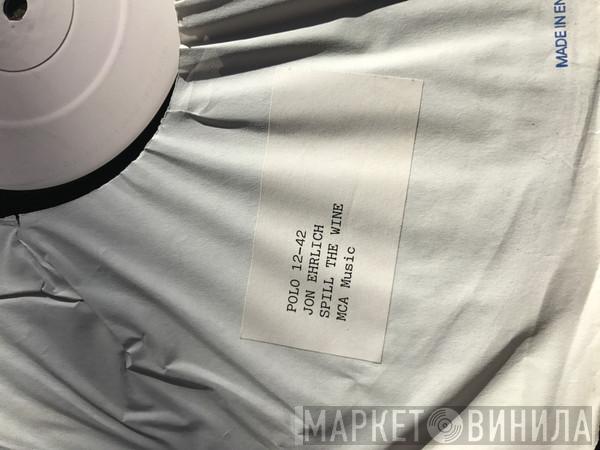 MADE IN EN
POLO 12-42
JON EHRLICH
SPILL THE WINE
MCA Music
МАРКЕТ ВИНИЛА